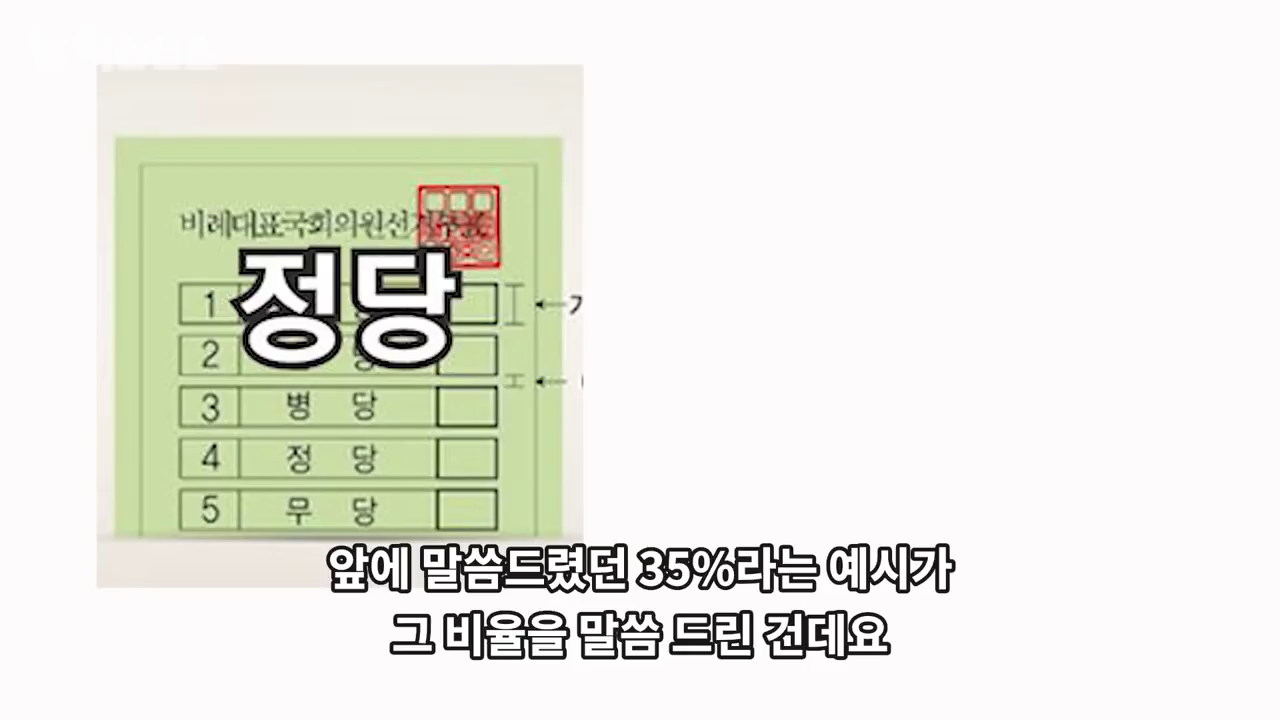 비례대표국회의원선거투표
정당
1
2
3 병 당
4 정 당
5 무 당
앞에 말씀드렸던 35%라는 예시가
그 비율을 말씀 드린 건데요